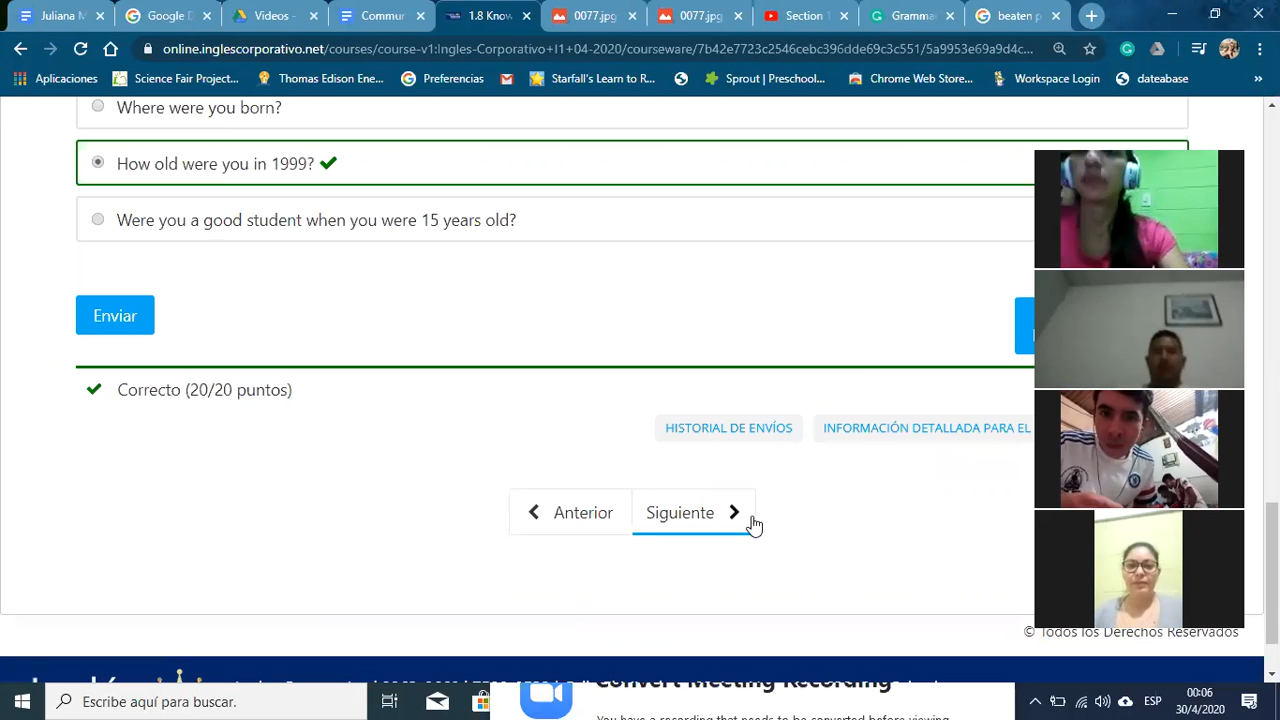 Juliana M
Google D
Videos -
Commur
1.8 Know
0077.jpg
0077.jpg
Section 1
Gramma
beaten p
online.inglescorporativo.net/courses/course-v1:Ingles-Corporativo+I1+04-2020/courseware/7b42e7723c2546cebc396dde69c3c551/5a9953e69a9d4c...
Aplicaciones
Science Fair Project...
Thomas Edison Ene...
Preferencias
Starfall's Learn to R...
Sprout | Preschool...
Chrome Web Store...
Workspace Login
dateabase
»
Where were you born?
How old were you in 1999?
Were you a good student when you were 15 years old?
Enviar
Correcto (20/20 puntos)
HISTORIAL DE ENVÍOS
INFORMACIÓN DETALLADA PARA EL
Anterior
Siguiente
© Todos los Derechos Reservados
Convert Meeting Recording
You have a recording that needs to be converted before viewing
Escribe aquí para buscar.
ESP
00:06
30/4/2020